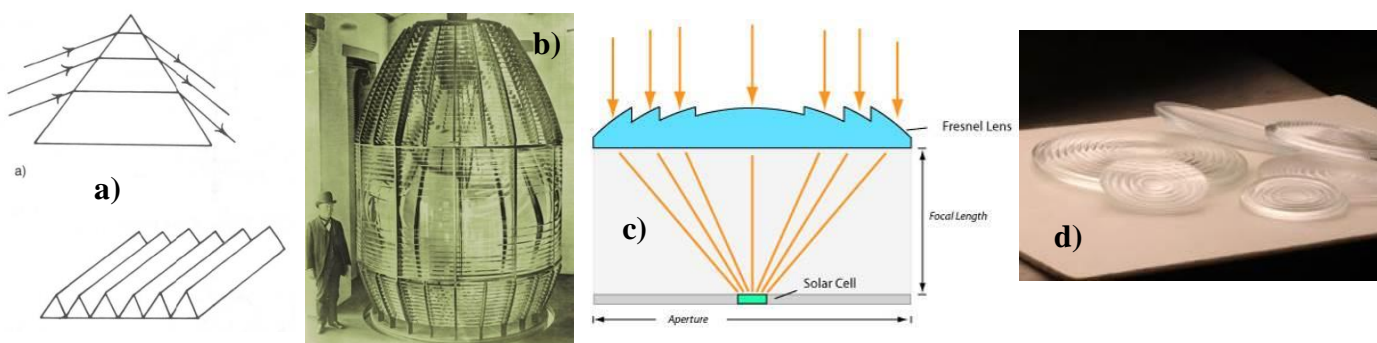 a)
a)
b)
c)
Fresnel Lens
Focal Length
Solar Cell
Aperture
d)